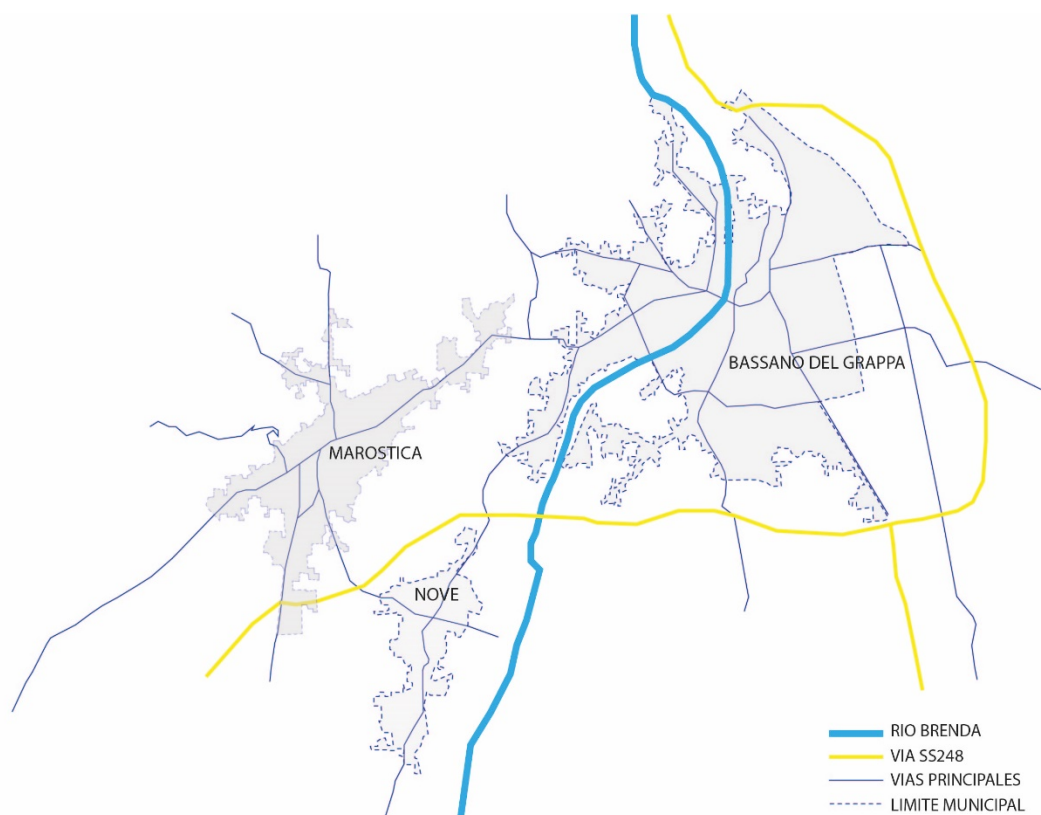 BASSANO DEL GRAPPA
MAROSTICA
NOVE
RIO BRENDA
VIA SS248
VIAS PRINCIPALES
LIMITE MUNICIPAL